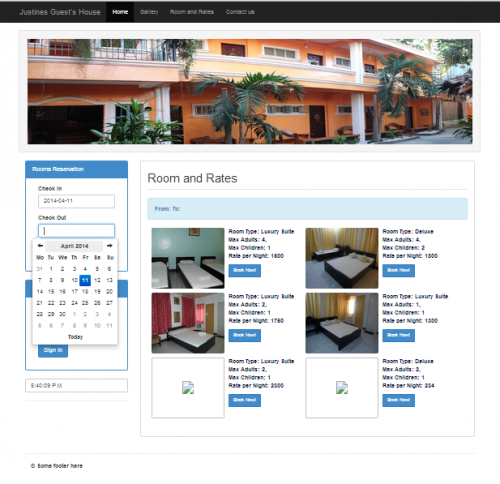 Justines Guest's House Home Gallery Room and Rates Contact us
Rooms Reservation
Check In
2014-04-11
Check Out
April 2014
Mo Tu We Th Fr Sa Su
31 1 2 3 4 5 6
7 8 9 10 11 12 13
14 15 16 17 18 19 20
21 22 23 24 25 26 27
28 29 30 1 2 3 4
5 6 7 8 9 10 11
Today
Sign in
6:40:09 P.M.
Room and Rates
From: To:
Room Type: Luxury Suite
Max Adults: 4,
Max Children: 1
Rate per Night: 1500
Book Now!
Room Type: Deluxe
Max Adults: 4,
Max Children: 2
Rate per Night: 1800
Book Now!
Room Type: Luxury Suite
Max Adults: 2,
Max Children: 1
Rate per Night: 1750
Book Now!
Room Type: Luxury Suite
Max Adults: 1,
Max Children: 1
Rate per Night: 1300
Book Now!
Room Type: Luxury Suite
Max Adults: 2,
Max Children: 1
Rate per Night: 2300
Book Now!
Room Type: Deluxe
Max Adults: 2,
Max Children: 1
Rate per Night: 234
Book Now!
© Some footer here